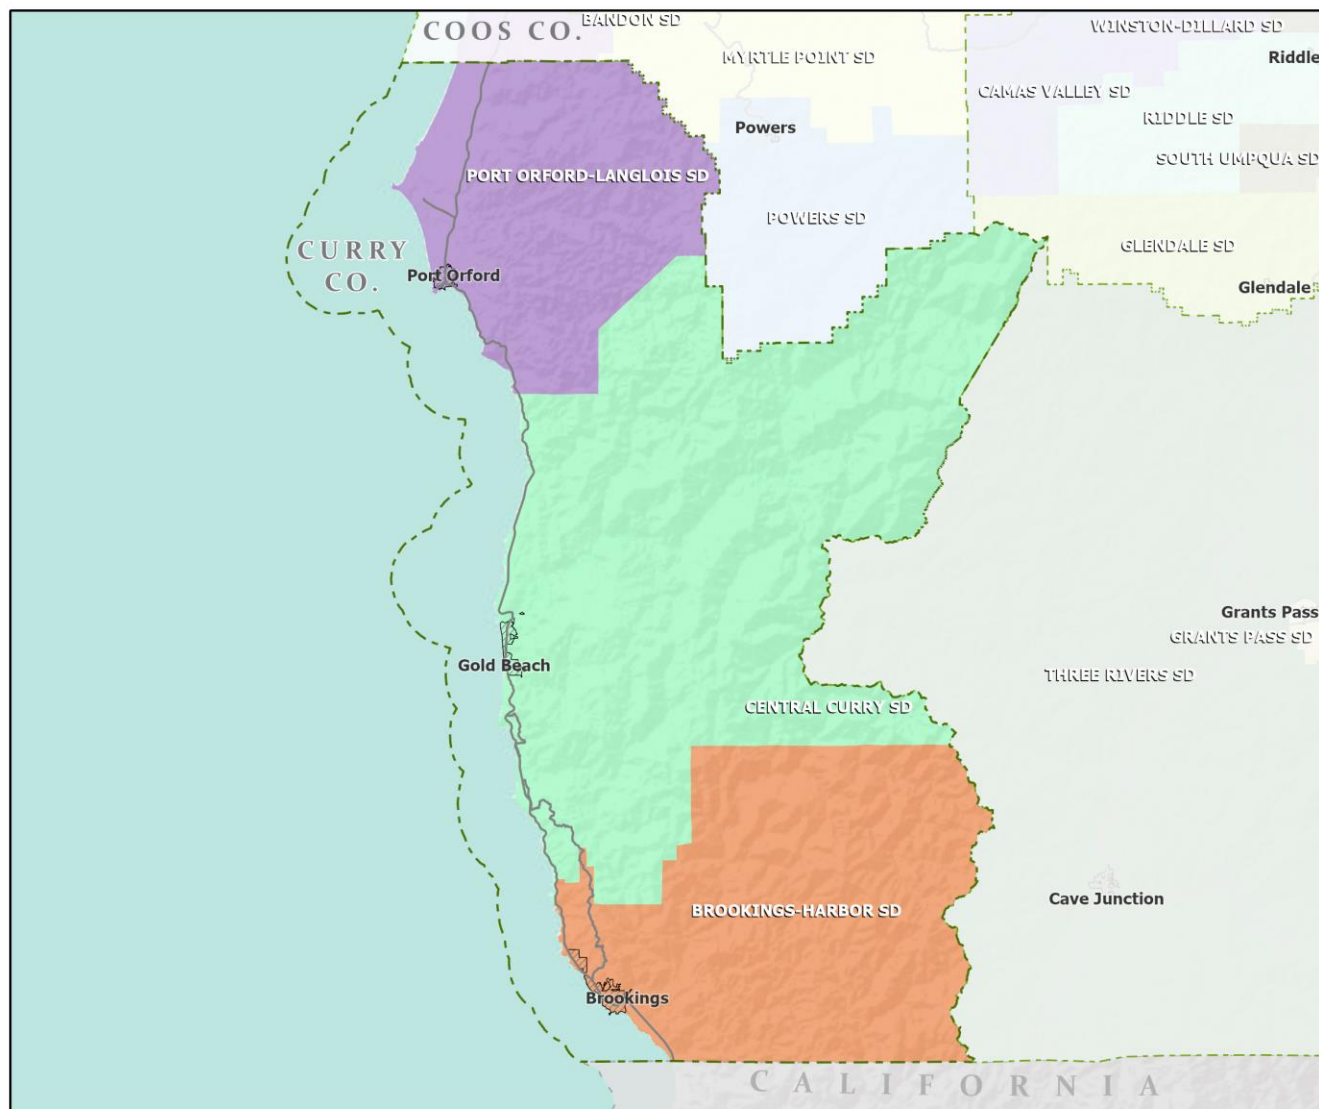 BANDON SD
WINSTON-DILLARD SD
COOS CO.
MYRTLE POINT SD
Riddle
CAMAS VALLEY SD
RIDDLE SD
Powers
SOUTH UMPQUA SD
PORT ORFORD-LANGLOIS SD
POWERS SD
GLENDALE SD
CURRY
CO.
Port Orford
Glendale
Grants Pass
GRANTS PASS SD
Gold Beach
THREE RIVERS SD
CENTRAL CURRY SD
Cave Junction
BROOKINGS-HARBOR SD
Brookings
CALIFORNIA